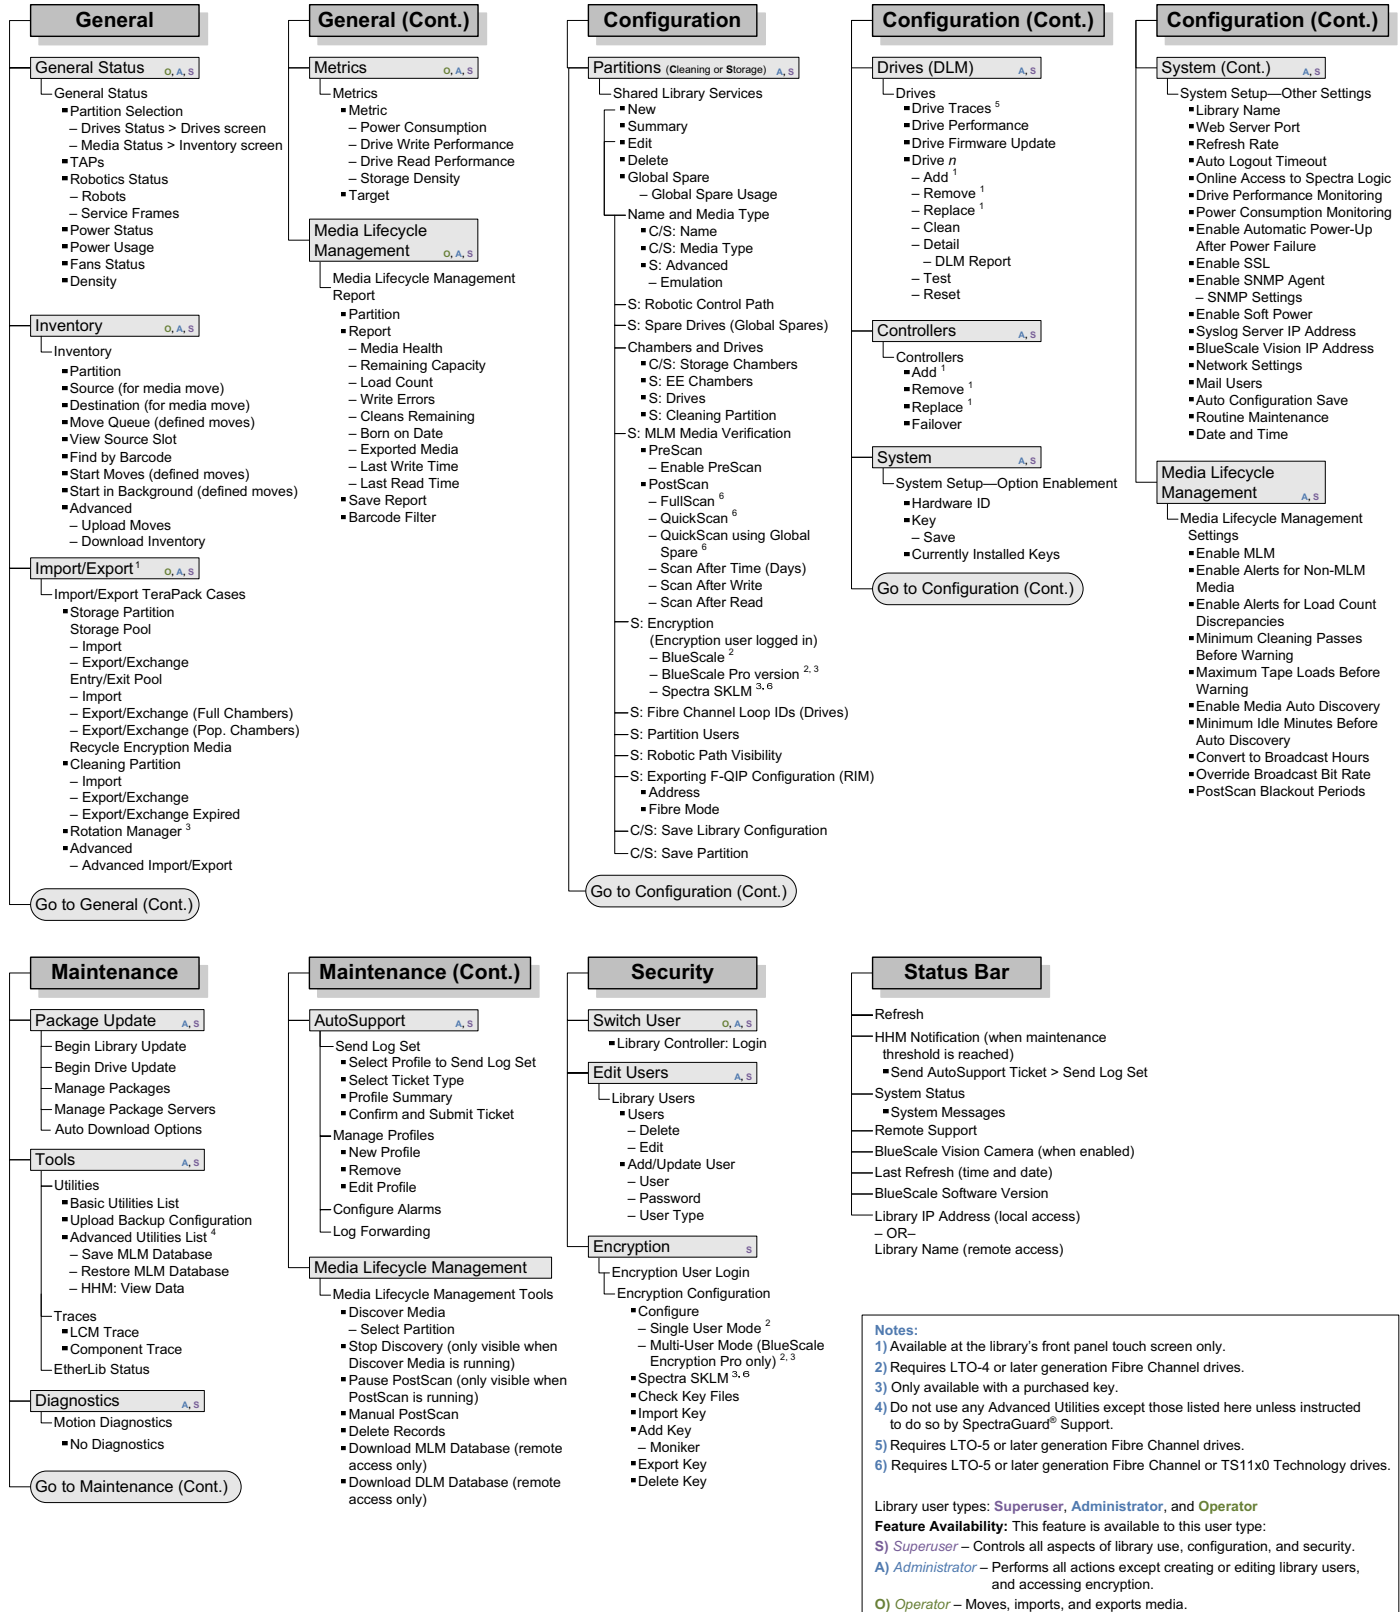 General
General Status O, A, S
General Status
▪Partition Selection
– Drives Status > Drives screen
– Media Status > Inventory screen
▪TAPs
▪Robotics Status
– Robots
– Service Frames
▪Power Status
▪Power Usage
▪Fans Status
▪Density
Inventory O, A, S
Inventory
▪Partition
▪Source (for media move)
▪Destination (for media move)
▪Move Queue (defined moves)
▪View Source Slot
▪Find by Barcode
▪Start Moves (defined moves)
▪Start in Background (defined moves)
▪Advanced
– Upload Moves
– Download Inventory
Import/Export 1 O, A, S
Import/Export TeraPack Cases
▪Storage Partition
Storage Pool
– Import
– Export/Exchange
Entry/Exit Pool
– Import
– Export/Exchange (Full Chambers)
– Export/Exchange (Pop. Chambers)
Recycle Encryption Media
▪Cleaning Partition
– Import
– Export/Exchange
– Export/Exchange Expired
▪Rotation Manager 3
▪Advanced
– Advanced Import/Export
Go to General (Cont.)
General (Cont.)
Metrics O, A, S
Metrics
▪Metric
– Power Consumption
– Drive Write Performance
– Drive Read Performance
– Storage Density
▪Target
Media Lifecycle
Management O, A, S
Media Lifecycle Management
Report
▪Partition
▪Report
– Media Health
– Remaining Capacity
– Load Count
– Write Errors
– Cleans Remaining
– Born on Date
– Exported Media
– Last Write Time
– Last Read Time
▪Save Report
▪Barcode Filter
Configuration
Partitions (Cleaning or Storage) A, S
Shared Library Services
▪New
▪Summary
▪Edit
▪Delete
▪Global Spare
– Global Spare Usage
Name and Media Type
▪C/S: Name
▪C/S: Media Type
▪S: Advanced
– Emulation
S: Robotic Control Path
S: Spare Drives (Global Spares)
Chambers and Drives
▪C/S: Storage Chambers
▪S: EE Chambers
▪S: Drives
▪S: Cleaning Partition
S: MLM Media Verification
▪PreScan
– Enable PreScan
▪PostScan
– FullScan 6
– QuickScan 6
– QuickScan using Global
Spare 6
– Scan After Time (Days)
– Scan After Write
– Scan After Read
S: Encryption
(Encryption user logged in)
– BlueScale 2
– BlueScale Pro version 2, 3
– Spectra SKLM 3, 6
S: Fibre Channel Loop IDs (Drives)
S: Partition Users
S: Robotic Path Visibility
S: Exporting F-QIP Configuration (RIM)
▪Address
▪Fibre Mode
C/S: Save Library Configuration
C/S: Save Partition
Go to Configuration (Cont.)
Configuration (Cont.)
Drives (DLM) A, S
Drives
▪Drive Traces 5
▪Drive Performance
▪Drive Firmware Update
▪Drive n
– Add 1
– Remove 1
– Replace 1
– Clean
– Detail
– DLM Report
– Test
– Reset
Controllers A, S
Controllers
▪Add 1
▪Remove 1
▪Replace 1
▪Failover
System A, S
System Setup—Option Enablement
▪Hardware ID
▪Key
– Save
▪Currently Installed Keys
Go to Configuration (Cont.)
Configuration (Cont.)
System (Cont.) A, S
System Setup—Other Settings
▪Library Name
▪Web Server Port
▪Refresh Rate
▪Auto Logout Timeout
▪Online Access to Spectra Logic
▪Drive Performance Monitoring
▪Power Consumption Monitoring
▪Enable Automatic Power-Up
After Power Failure
▪Enable SSL
▪Enable SNMP Agent
– SNMP Settings
▪Enable Soft Power
▪Syslog Server IP Address
▪BlueScale Vision IP Address
▪Network Settings
▪Mail Users
▪Auto Configuration Save
▪Routine Maintenance
▪Date and Time
Media Lifecycle
Management A, S
Media Lifecycle Management
Settings
▪Enable MLM
▪Enable Alerts for Non-MLM
Media
▪Enable Alerts for Load Count
Discrepancies
▪Minimum Cleaning Passes
Before Warning
▪Maximum Tape Loads Before
Warning
▪Enable Media Auto Discovery
▪Minimum Idle Minutes Before
Auto Discovery
▪Convert to Broadcast Hours
▪Override Broadcast Bit Rate
▪PostScan Blackout Periods
Maintenance
Package Update A, S
Begin Library Update
Begin Drive Update
Manage Packages
Manage Package Servers
Auto Download Options
Tools A, S
Utilities
▪Basic Utilities List
▪Upload Backup Configuration
▪Advanced Utilities List 4
– Save MLM Database
– Restore MLM Database
– HHM: View Data
Traces
▪LCM Trace
▪Component Trace
EtherLib Status
Diagnostics A, S
Motion Diagnostics
▪No Diagnostics
Go to Maintenance (Cont.)
Maintenance (Cont.)
AutoSupport A, S
Send Log Set
▪Select Profile to Send Log Set
▪Select Ticket Type
▪Profile Summary
▪Confirm and Submit Ticket
Manage Profiles
▪New Profile
▪Remove
▪Edit Profile
Configure Alarms
Log Forwarding
Media Lifecycle Management
Media Lifecycle Management Tools
▪Discover Media
– Select Partition
▪Stop Discovery (only visible when
Discover Media is running)
▪Pause PostScan (only visible when
PostScan is running)
▪Manual PostScan
▪Delete Records
▪Download MLM Database (remote
access only)
▪Download DLM Database (remote
access only)
Security
Switch User O, A, S
▪Library Controller: Login
Edit Users A, S
Library Users
▪Users
– Delete
– Edit
▪Add/Update User
– User
– Password
– User Type
Encryption S
Encryption User Login
Encryption Configuration
▪Configure
– Single User Mode 2
– Multi-User Mode (BlueScale
Encryption Pro only) 2, 3
▪Spectra SKLM 3, 6
▪Check Key Files
▪Import Key
▪Add Key
– Moniker
▪Export Key
▪Delete Key
Status Bar
Refresh
HHM Notification (when maintenance
threshold is reached)
▪Send AutoSupport Ticket > Send Log Set
System Status
▪System Messages
Remote Support
BlueScale Vision Camera (when enabled)
Last Refresh (time and date)
BlueScale Software Version
Library IP Address (local access)
– OR–
Library Name (remote access)
Notes:
1) Available at the library's front panel touch screen only.
2) Requires LTO-4 or later generation Fibre Channel drives.
3) Only available with a purchased key.
4) Do not use any Advanced Utilities except those listed here unless instructed
to do so by SpectraGuard® Support.
5) Requires LTO-5 or later generation Fibre Channel drives.
6) Requires LTO-5 or later generation Fibre Channel or TS11x0 Technology drives.
Library user types: Superuser, Administrator, and Operator
Feature Availability: This feature is available to this user type:
S) Superuser – Controls all aspects of library use, configuration, and security.
A) Administrator – Performs all actions except creating or editing library users,
and accessing encryption.
O) Operator – Moves, imports, and exports media.